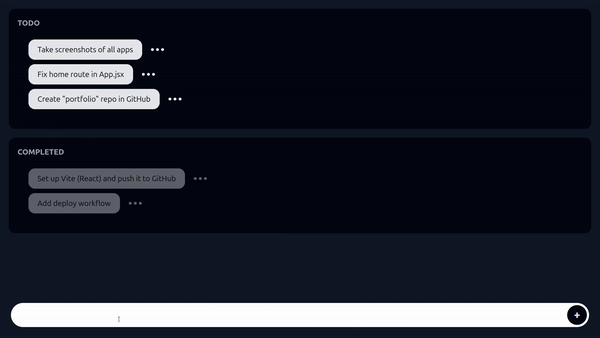 TODO
Take screenshots of all apps
Fix home route in App.jsx
Create "portfolio" repo in GitHub
COMPLETED
Set up Vite (React) and push it to GitHub
Add deploy workflow